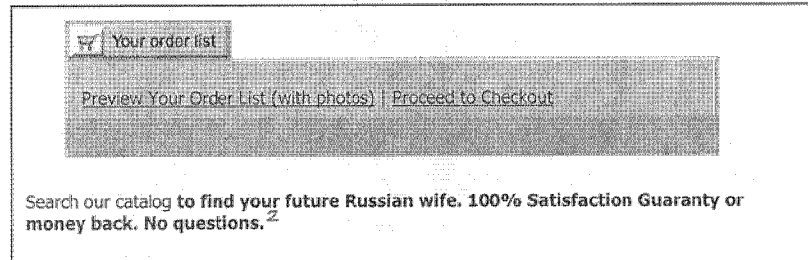 Your order list
Preview Your Order List (with photos) | Proceed to Checkout
Search our catalog to find your future Russian wife. 100% Satisfaction Guaranty or
money back. No questions.2